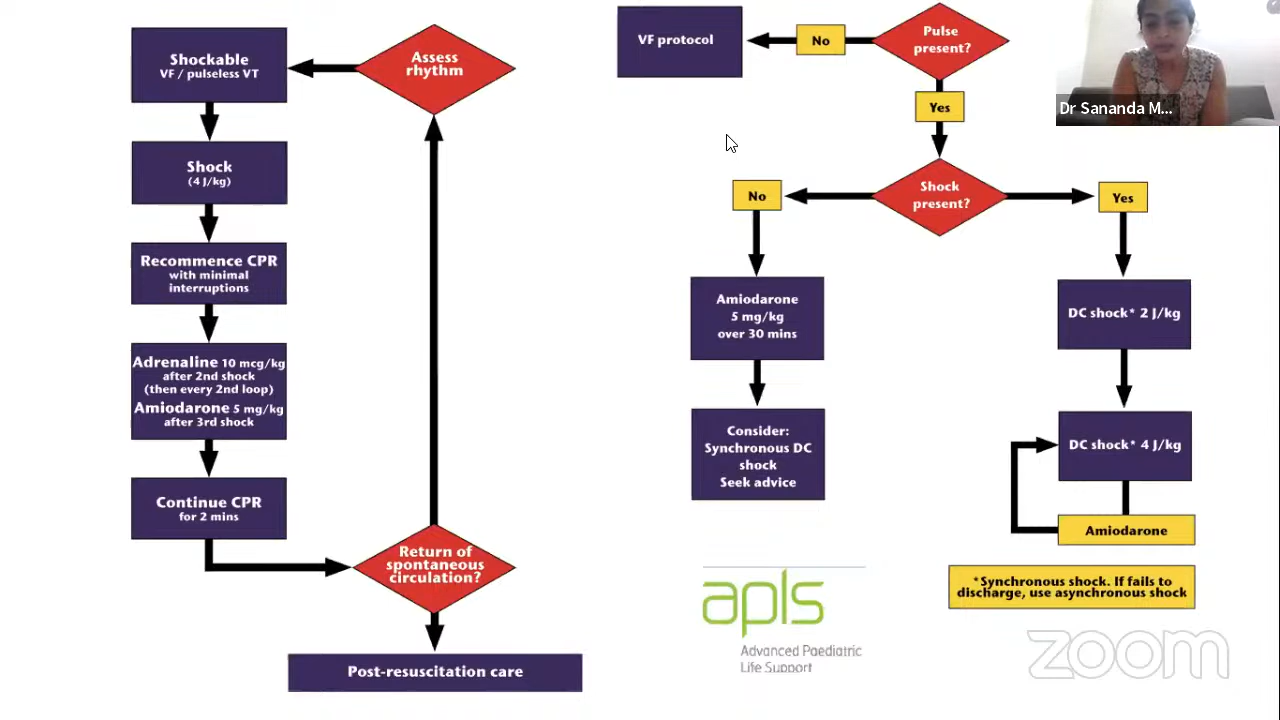 Shockable
VF / pulseless VT
Assess
rhythm
Shock
(4 J/kg)
Recommence CPR
with minimal
interruptions
Adrenaline 10 mcg/kg
after 2nd shock
(then every 2nd loop)
Amiodarone 5 mg/kg
after 3rd shock
Continue CPR
for 2 mins
Return of
spontaneous
circulation?
Post-resuscitation care
VF protocol
No
Pulse
present?
Yes
Shock
present?
No
Yes
Amiodarone
5 mg/kg
over 30 mins
Consider:
Synchronous DC
shock
Seek advice
DC shock* 2 J/kg
DC shock* 4 J/kg
Amiodarone
*Synchronous shock. If fails to
discharge, use asynchronous shock
apls
Advanced Paediatric
Life Support
Dr Sananda M...
zoom